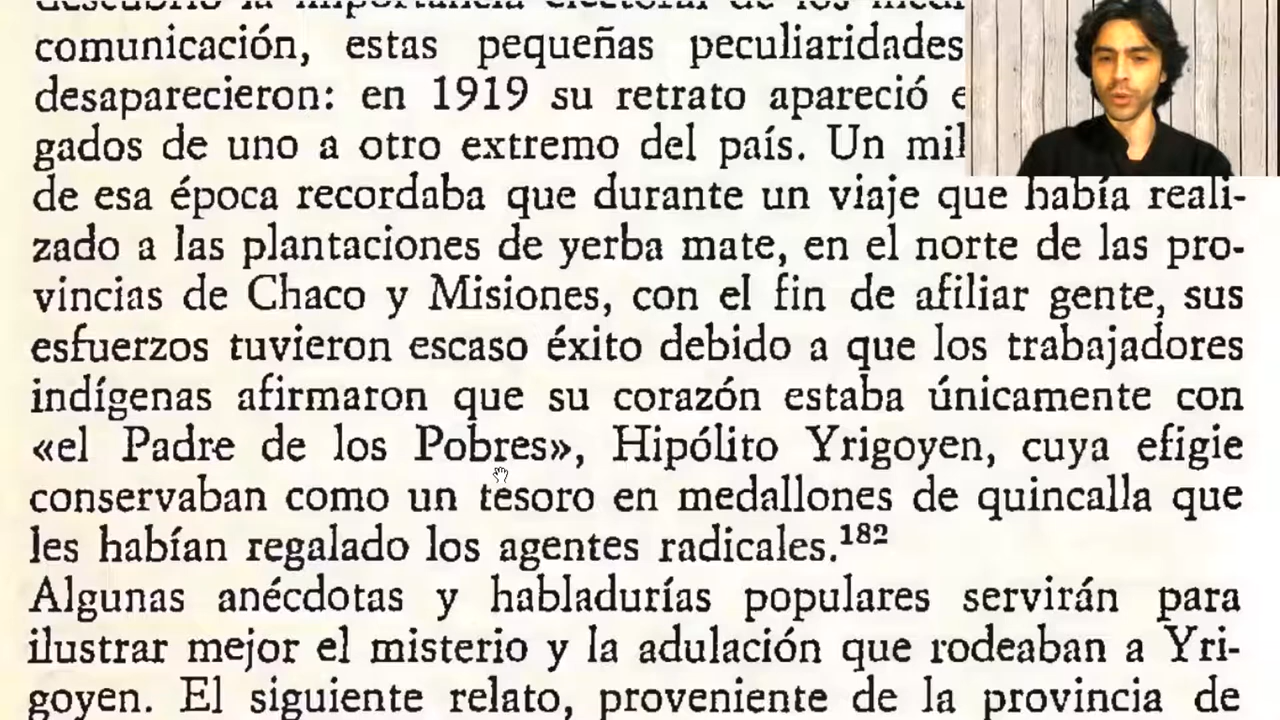 comunicación, estas pequeñas peculiaridades
desaparecieron: en 1919 su retrato apareció
gados de uno a otro extremo del país. Un
de esa época recordaba que durante un viaje que había reali-
zado a las plantaciones de yerba mate, en el norte de las pro-
vincias de Chaco y Misiones, con el fin de afiliar gente, sus
esfuerzos tuvieron escaso éxito debido a que los trabajadores
indígenas afirmaron que su corazón estaba únicamente con
«el Padre de los Pobres», Hipólito Yrigoyen, cuya efigie
conservaban como un tesoro en medallones de quincalla que
les habían regalado los agentes radicales.¹⁸²
Algunas anécdotas y habladurías populares servirán para
ilustrar mejor el misterio y la adulación que rodeaban a Yri-
goyen. El siguiente relato, proveniente de la provincia de